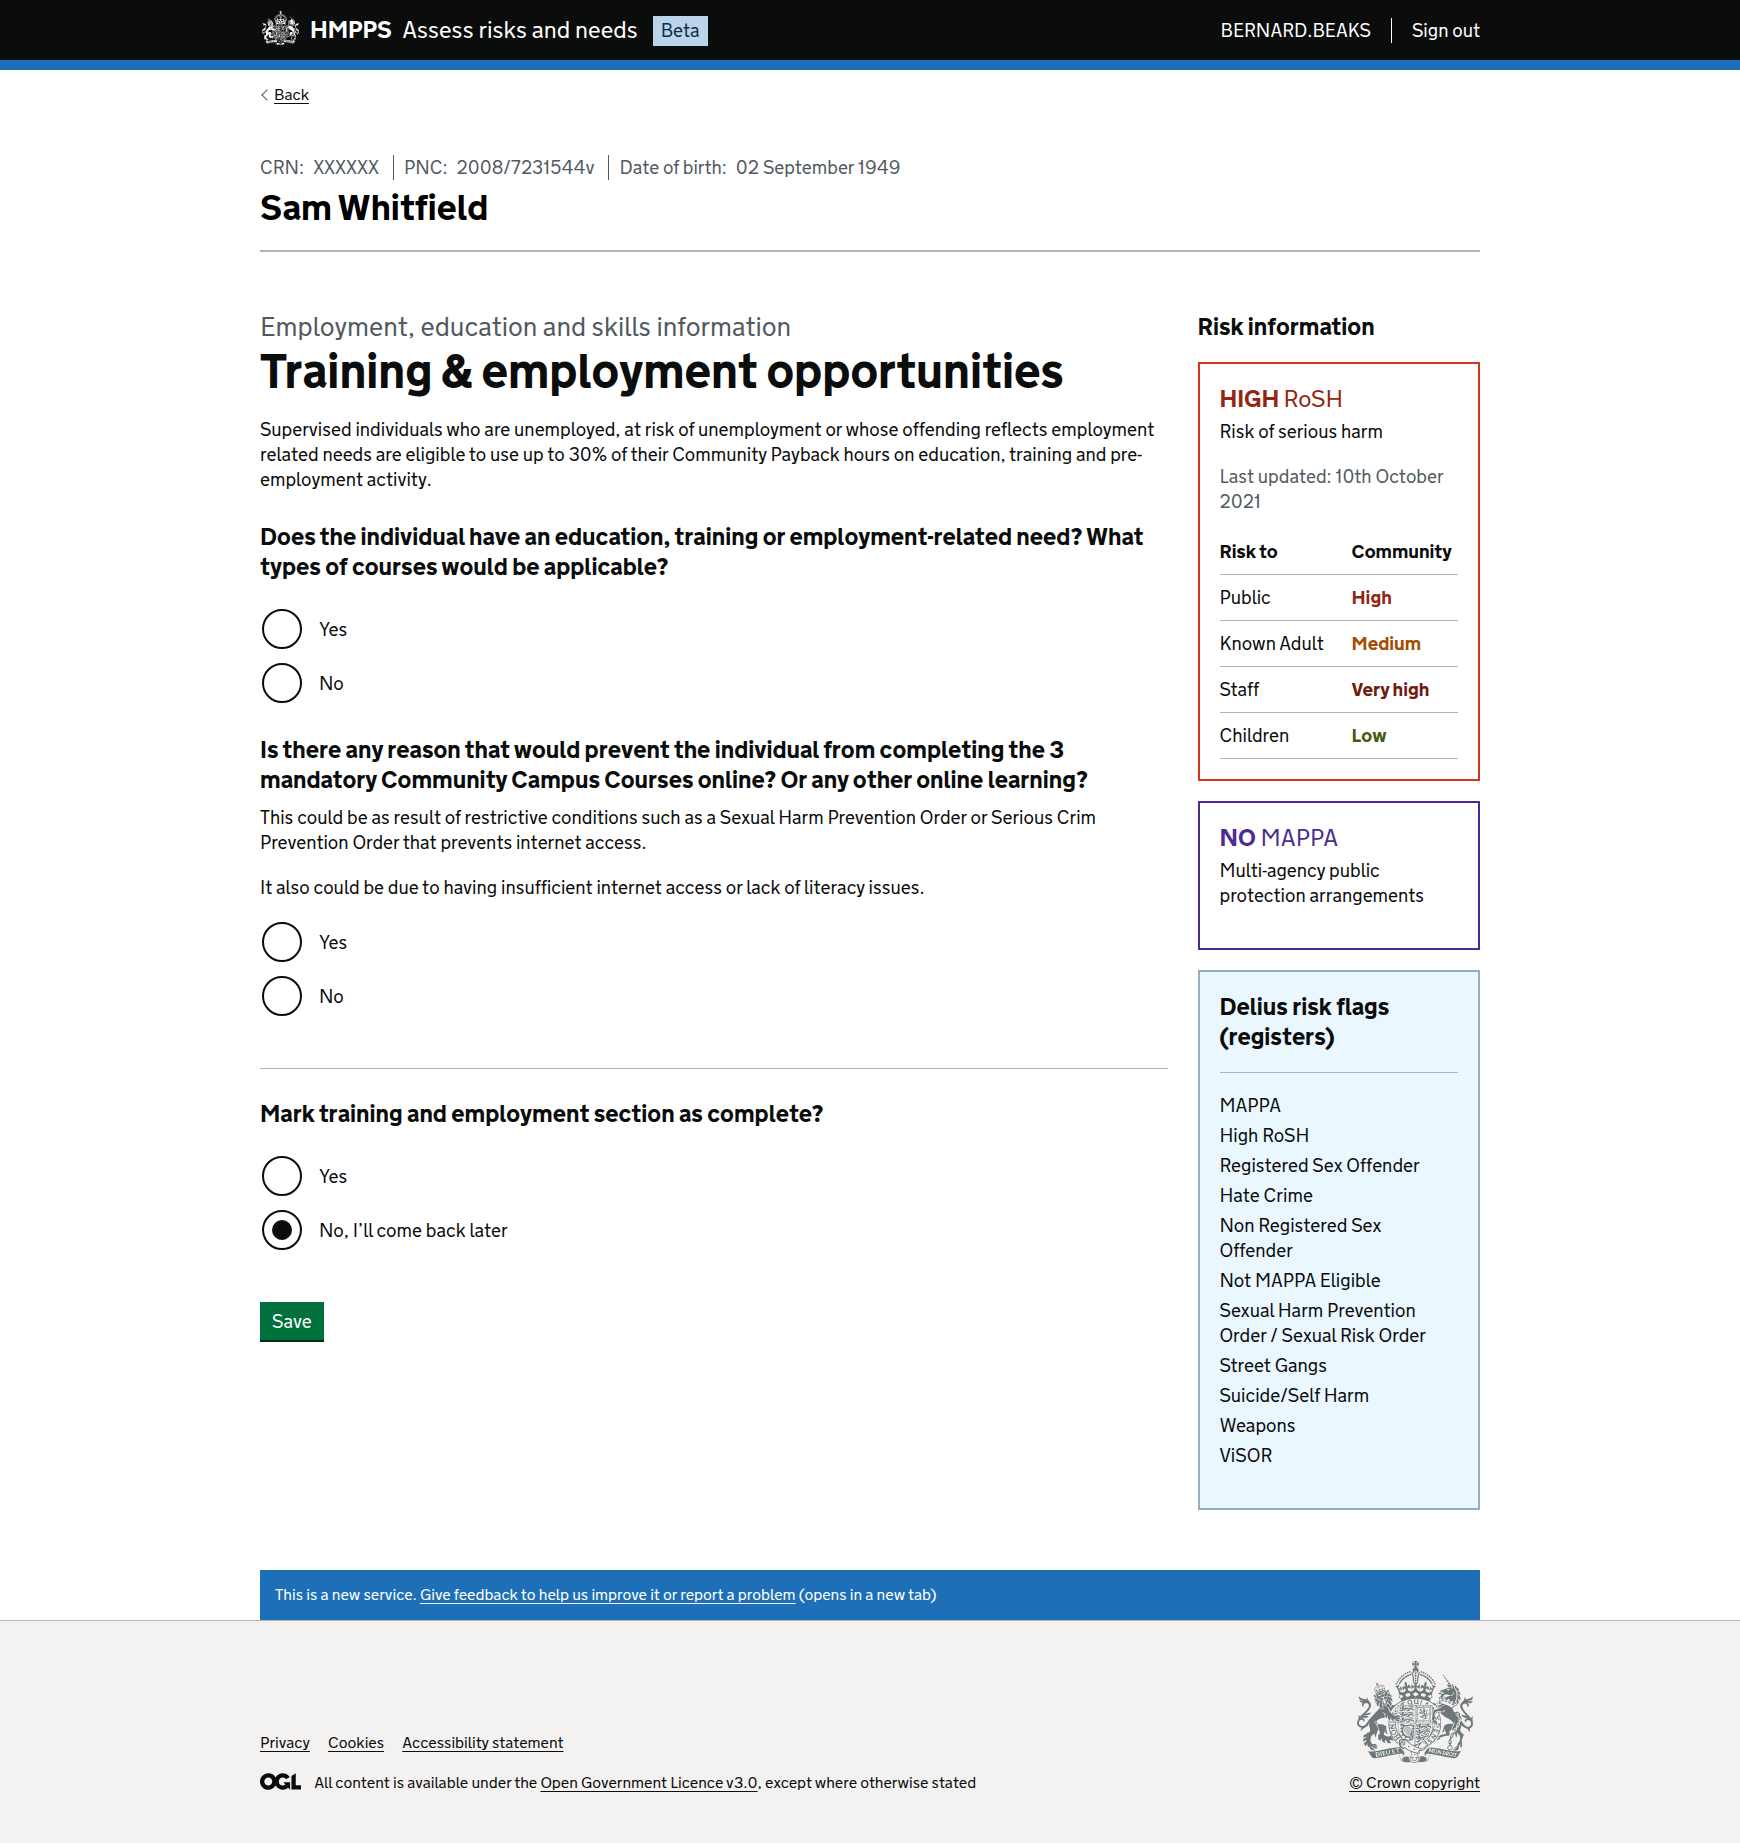 HMPPS Assess risks and needs Beta
BERNARD.BEAKS Sign out
Back
CRN: XXXXXX PNC: 2008/7231544v Date of birth: 02 September 1949
Sam Whitfield
Employment, education and skills information
Training & employment opportunities
Supervised individuals who are unemployed, at risk of unemployment or whose offending reflects employment
related needs are eligible to use up to 30% of their Community Payback hours on education, training and pre-
employment activity.
Does the individual have an education, training or employment-related need? What
types of courses would be applicable?
Yes
No
Is there any reason that would prevent the individual from completing the 3
mandatory Community Campus Courses online? Or any other online learning?
This could be as result of restrictive conditions such as a Sexual Harm Prevention Order or Serious Crim
Prevention Order that prevents internet access.
It also could be due to having insufficient internet access or lack of literacy issues.
Yes
No
Mark training and employment section as complete?
Yes
No, I’ll come back later
Save
Risk information
HIGH RoSH
Risk of serious harm
Last updated: 10th October
2021
Risk to Community
Public High
Known Adult Medium
Staff Very high
Children Low
NO MAPPA
Multi-agency public
protection arrangements
Delius risk flags
(registers)
MAPPA
High RoSH
Registered Sex Offender
Hate Crime
Non Registered Sex
Offender
Not MAPPA Eligible
Sexual Harm Prevention
Order / Sexual Risk Order
Street Gangs
Suicide/Self Harm
Weapons
ViSOR
This is a new service. Give feedback to help us improve it or report a problem (opens in a new tab)
Privacy Cookies Accessibility statement
OGL All content is available under the Open Government Licence v3.0, except where otherwise stated
© Crown copyright